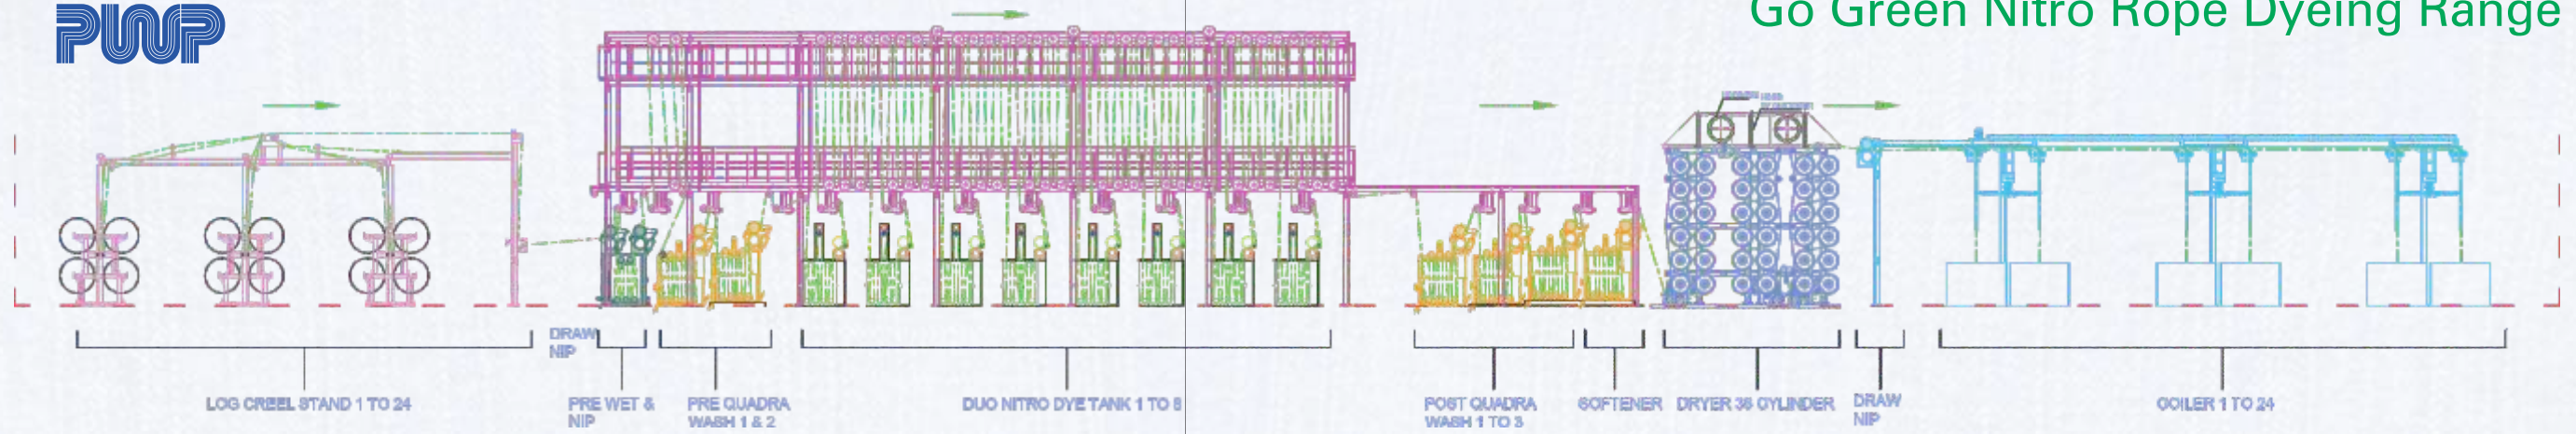 PWP
Go Green Nitro Rope Dyeing Range
DRAW
NIP
LOG CREEL STAND 1 TO 24
PRE WET &
NIP
PRE QUADRA
WASH 1 & 2
DUO NITRO DYE TANK 1 TO 8
POST QUADRA
WASH 1 TO 3
SOFTENER
DRYER 36 CYLINDER
DRAW
NIP
COILER 1 TO 24